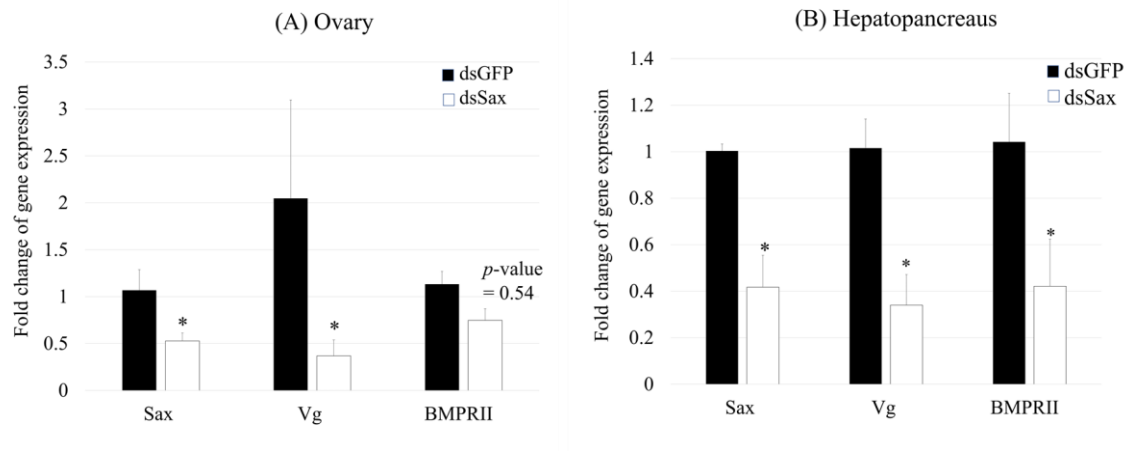 (A) Ovary
Fold change of gene expression
3.5
3
2.5
2
1.5
1
0.5
0
dsGFP
dsSax
*
*
p-value
= 0.54
Sax Vg BMPRII
(B) Hepatopancreaus
Fold change of gene expression
1.4
1.2
1
0.8
0.6
0.4
0.2
0
dsGFP
dsSax
*
*
*
Sax Vg BMPRII